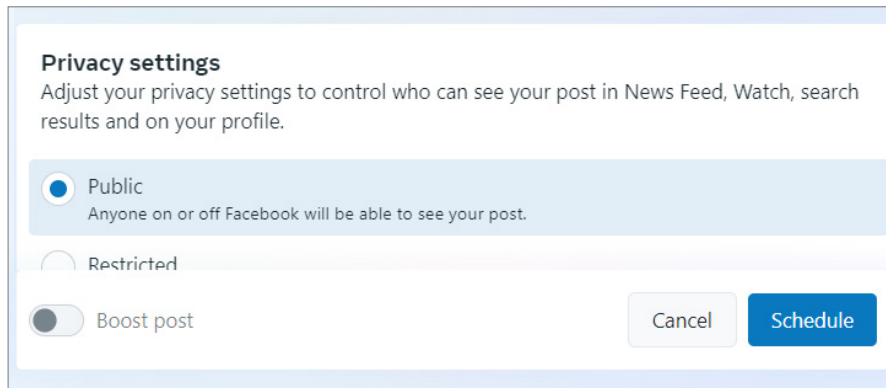 Privacy settings
Adjust your privacy settings to control who can see your post in News Feed, Watch, search
results and on your profile.
Public
Anyone on or off Facebook will be able to see your post.
Restricted
Boost post
Cancel
Schedule